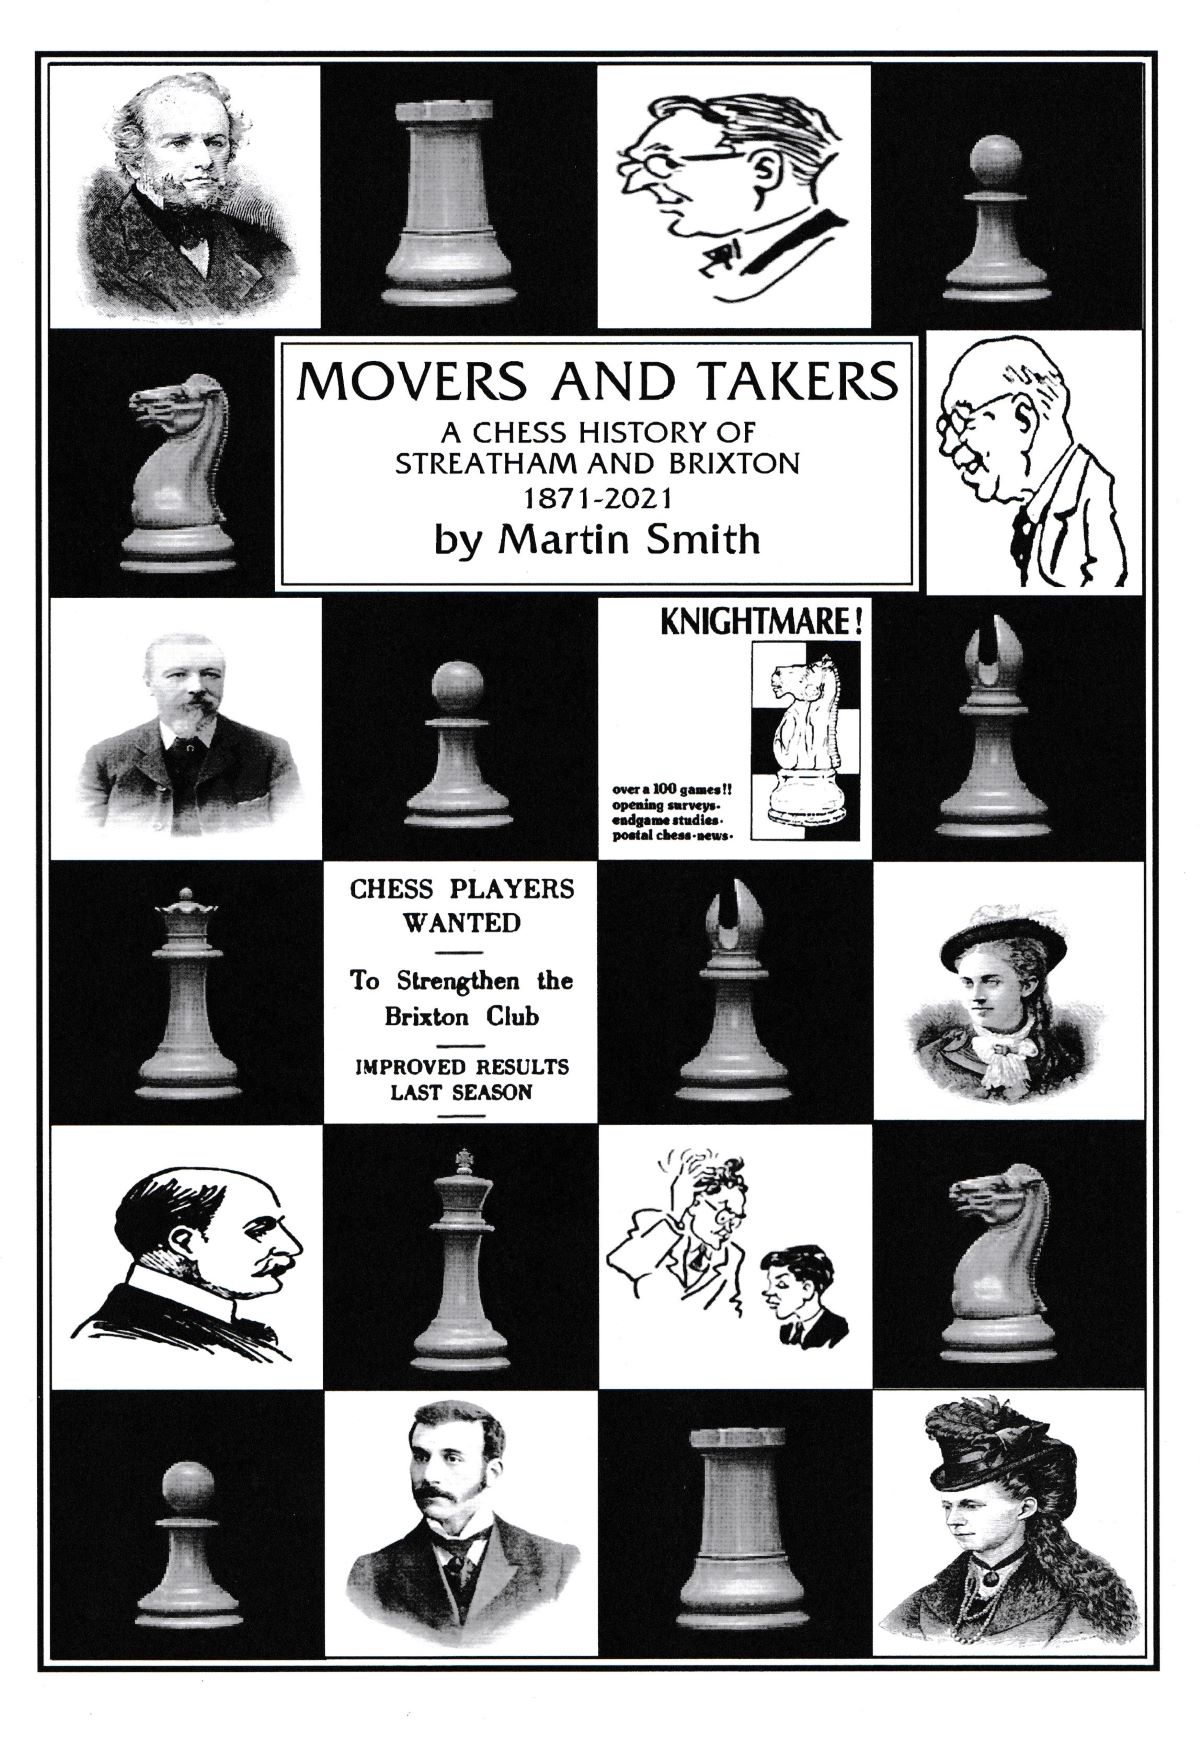 MOVERS AND TAKERS
A CHESS HISTORY OF
STREATHAM AND BRIXTON
1871-2021
by Martin Smith
KNIGHTMARE!
over a 100 games!!
opening surveys·
endgame studies·
postal chess·news·
CHESS PLAYERS
WANTED
To Strengthen the
Brixton Club
IMPROVED RESULTS
LAST SEASON